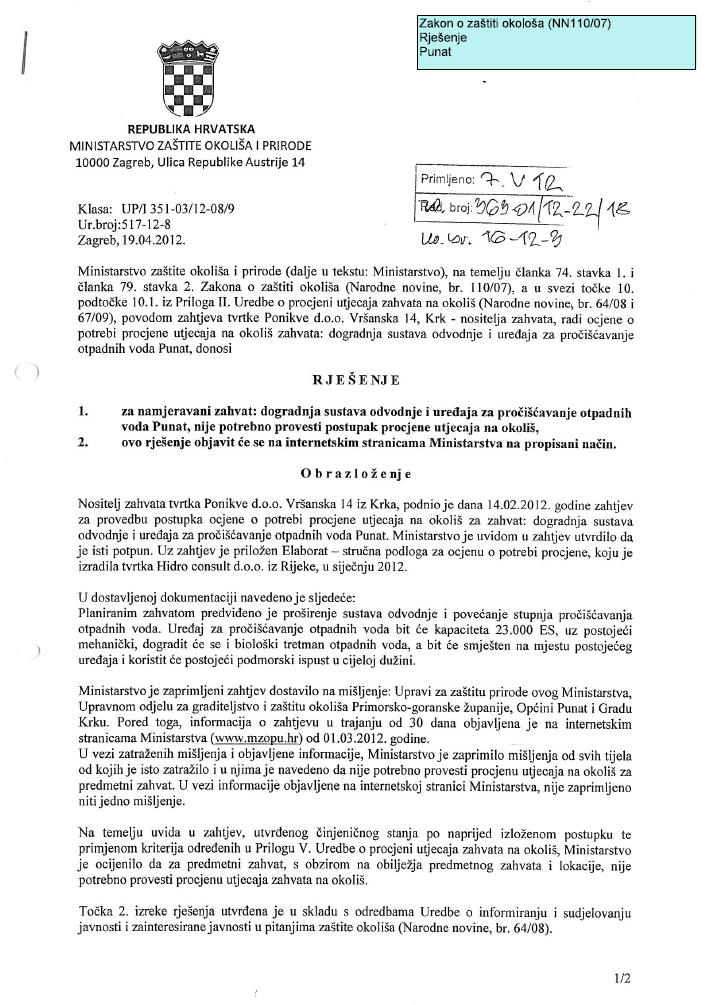 Zakon o zaštiti okološa (NN110/07)
Rješenje
Punat
REPUBLIKA HRVATSKA
MINISTARSTVO ZAŠTITE OKOLIŠA I PRIRODE
10000 Zagreb, Ulica Republike Austrije 14
Primljeno: 7. V 12
broj: 363-01/12-22/18
Klasa: UP/I 351-03/12-08/9
Ur.broj:517-12-8
Zagreb, 19.04.2012.
16-12-3
Ministarstvo zaštite okoliša i prirode (dalje u tekstu: Ministarstvo), na temelju članka 74. stavka 1. i
članka 79. stavka 2. Zakona o zaštiti okoliša (Narodne novine, br. 110/07), a u svezi točke 10.
podtočke 10.1. iz Priloga II. Uredbe o procjeni utjecaja zahvata na okoliš (Narodne novine, br. 64/08 i
67/09), povodom zahtjeva tvrtke Ponikve d.o.o. Vršanska 14, Krk - nositelja zahvata, radi ocjene o
potrebi procjene utjecaja na okoliš zahvata: dogradnja sustava odvodnje i uređaja za pročišćavanje
otpadnih voda Punat, donosi
RJEŠENJE
1. za namjeravani zahvat: dogradnja sustava odvodnje i uređaja za pročišćavanje otpadnih
voda Punat, nije potrebno provesti postupak procjene utjecaja na okoliš,
2. ovo rješenje objavit će se na internetskim stranicama Ministarstva na propisani način.
Obrazloženje
Nositelj zahvata tvrtka Ponikve d.o.o. Vršanska 14 iz Krka, podnio je dana 14.02.2012. godine zahtjev
za provedbu postupka ocjene o potrebi procjene utjecaja na okoliš za zahvat: dogradnja sustava
odvodnje i uređaja za pročišćavanje otpadnih voda Punat. Ministarstvo je uvidom u zahtjev utvrdilo da
je isti potpun. Uz zahtjev je priložen Elaborat – stručna podloga za ocjenu o potrebi procjene, koju je
izradila tvrtka Hidro consult d.o.o. iz Rijeke, u siječnju 2012.
U dostavljenoj dokumentaciji navedeno je sljedeće:
Planiranim zahvatom predviđeno je proširenje sustava odvodnje i povećanje stupnja pročišćavanja
otpadnih voda. Uređaj za pročišćavanje otpadnih voda bit će kapaciteta 23.000 ES, uz postojeći
mehanički, dogradit će se i biološki tretman otpadnih voda, a bit će smješten na mjestu postojećeg
uređaja i koristit će postojeći podmorski ispust u cijeloj dužini.
Ministarstvo je zaprimljeni zahtjev dostavilo na mišljenje: Upravi za zaštitu prirode ovog Ministarstva,
Upravnom odjelu za graditeljstvo i zaštitu okoliša Primorsko-goranske županije, Općini Punat i Gradu
Krku. Pored toga, informacija o zahtjevu u trajanju od 30 dana objavljena je na internetskim
stranicama Ministarstva (www.mzopu.hr) od 01.03.2012. godine.
U vezi zatraženih mišljenja i objavljene informacije, Ministarstvo je zaprimilo mišljenja od svih tijela
od kojih je isto zatražilo i u njima je navedeno da nije potrebno provesti procjenu utjecaja na okoliš za
predmetni zahvat. U vezi informacije objavljene na internetskoj stranici Ministarstva, nije zaprimljeno
niti jedno mišljenje.
Na temelju uvida u zahtjev, utvrđenog činjeničnog stanja po naprijed izloženom postupku te
primjenom kriterija određenih u Prilogu V. Uredbe o procjeni utjecaja zahvata na okoliš, Ministarstvo
je ocijenilo da za predmetni zahvat, s obzirom na obilježja predmetnog zahvata i lokacije, nije
potrebno provesti procjenu utjecaja zahvata na okoliš.
Točka 2. izreke rješenja utvrđena je u skladu s odredbama Uredbe o informiranju i sudjelovanju
javnosti i zainteresirane javnosti u pitanjima zaštite okoliša (Narodne novine, br. 64/08).
1/2